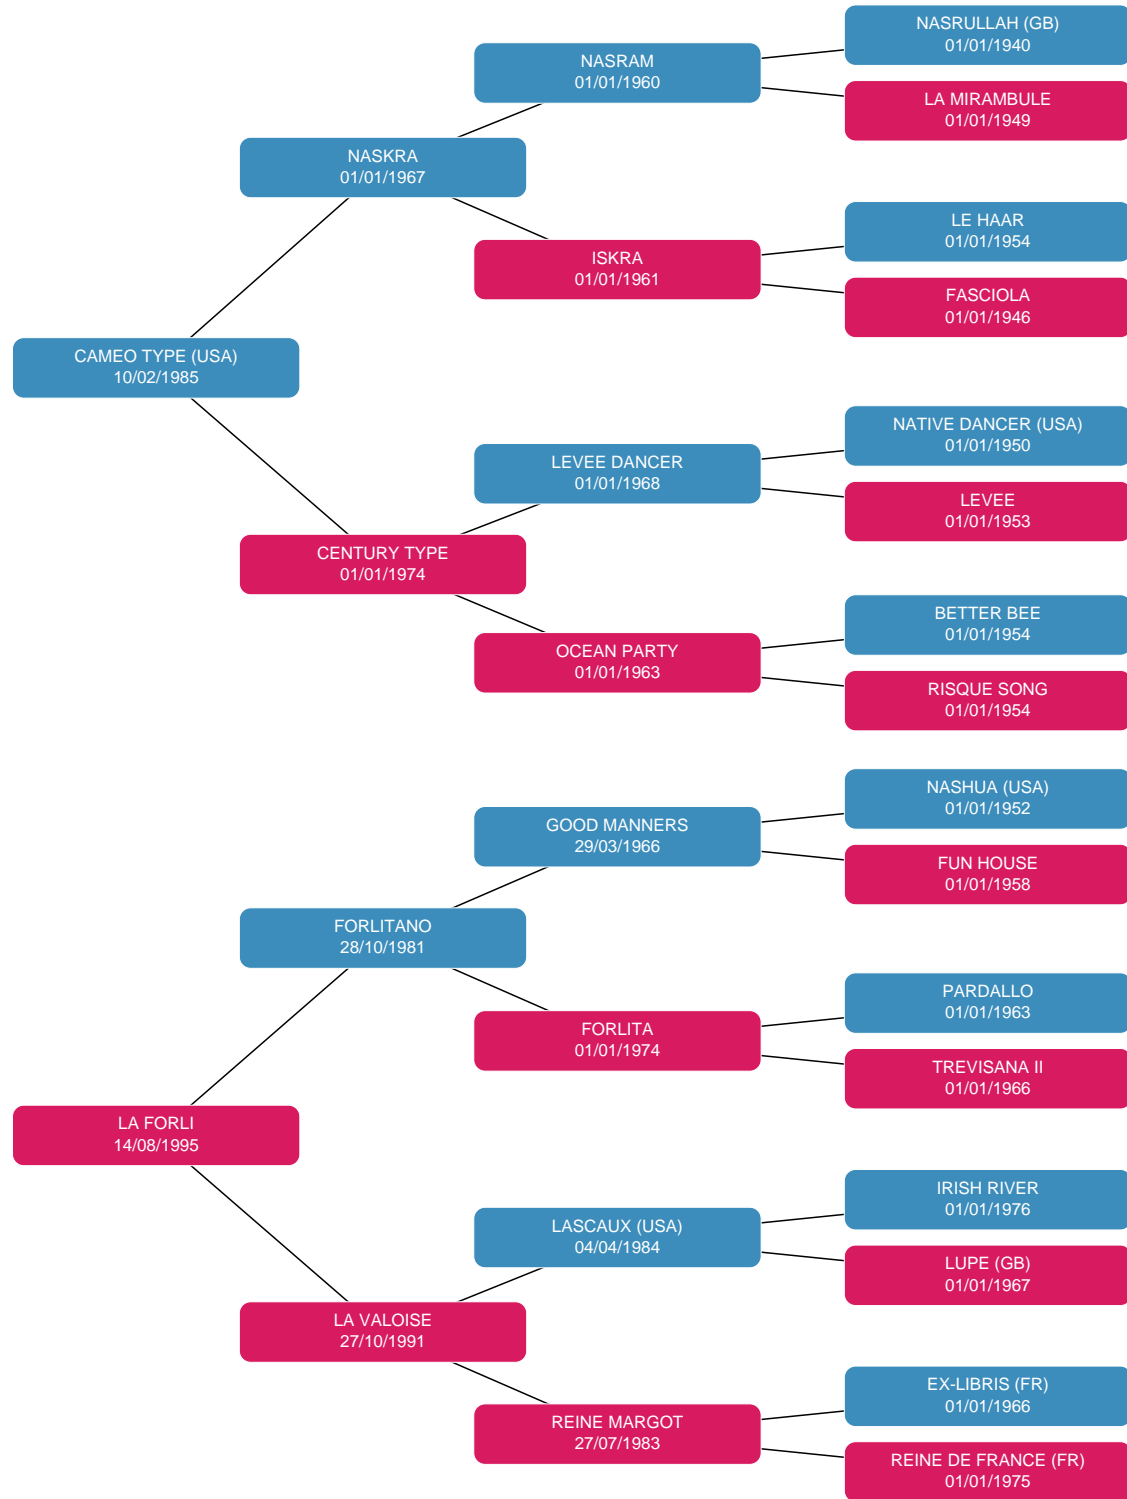 NASRULLAH (GB)
01/01/1940
NASRAM
01/01/1960
LA MIRAMBULE
01/01/1949
NASKRA
01/01/1967
LE HAAR
01/01/1954
ISKRA
01/01/1961
FASCIOLA
01/01/1946
CAMEO TYPE (USA)
10/02/1985
NATIVE DANCER (USA)
01/01/1950
LEVEE DANCER
01/01/1968
LEVEE
01/01/1953
CENTURY TYPE
01/01/1974
BETTER BEE
01/01/1954
OCEAN PARTY
01/01/1963
RISQUE SONG
01/01/1954
NASHUA (USA)
01/01/1952
GOOD MANNERS
29/03/1966
FUN HOUSE
01/01/1958
FORLITANO
28/10/1981
PARDALLO
01/01/1963
FORLITA
01/01/1974
TREVISANA II
01/01/1966
LA FORLI
14/08/1995
IRISH RIVER
01/01/1976
LASCAUX (USA)
04/04/1984
LUPE (GB)
01/01/1967
LA VALOISE
27/10/1991
EX-LIBRIS (FR)
01/01/1966
REINE MARGOT
27/07/1983
REINE DE FRANCE (FR)
01/01/1975